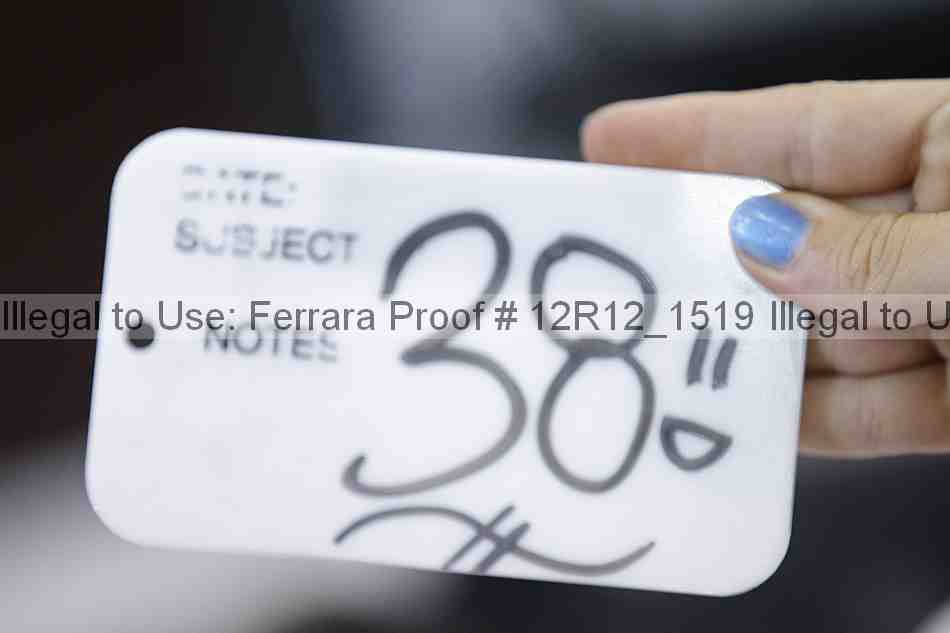 DATE:
SUBJECT
Illegal to Use: Ferrara Proof # 12R12_1519 Illegal to U
NOTES
38"